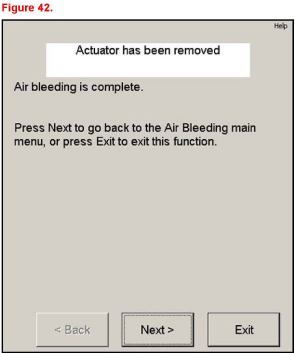 Figure 42.
Help
Actuator has been removed
Air bleeding is complete.
Press Next to go back to the Air Bleeding main
menu, or press Exit to exit this function.
< Back
Next >
Exit